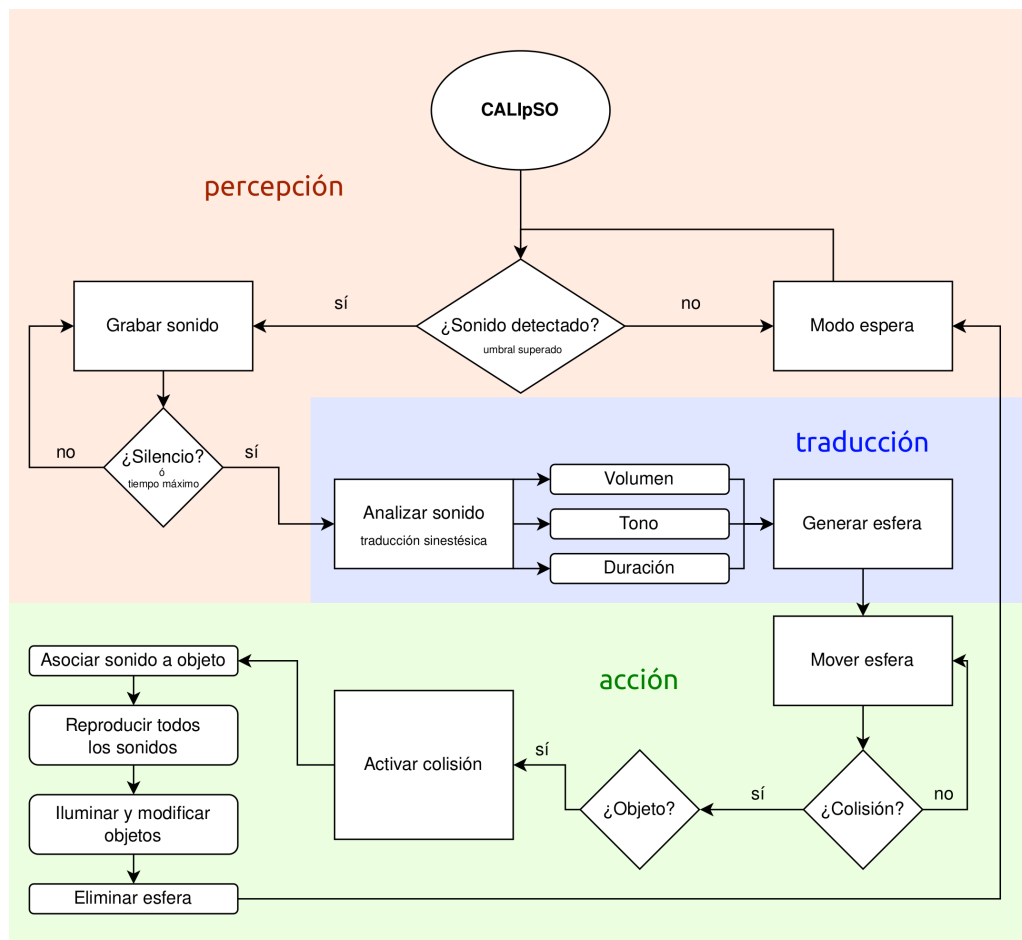 CALIpSO
percepción
Grabar sonido
sí
¿Sonido detectado?
umbral superado
no
Modo espera
no
¿Silencio?
ó
tiempo máximo
sí
traducción
Analizar sonido
traducción sinestésica
Volumen
Tono
Duración
Generar esfera
Mover esfera
acción
Asociar sonido a objeto
Reproducir todos
los sonidos
Iluminar y modificar
objetos
Eliminar esfera
Activar colisión
sí
¿Objeto?
sí
¿Colisión?
no